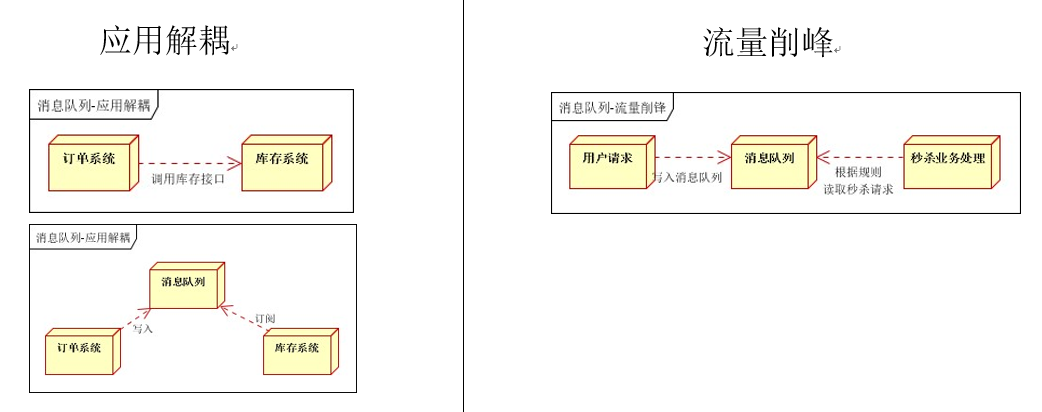 应用解耦
消息队列-应用解耦
订单系统
库存系统
调用库存接口
消息队列-应用解耦
消息队列
写入
订阅
订单系统
库存系统
流量削峰
消息队列-流量削锋
用户请求
消息队列
秒杀业务处理
写入消息队列
根据规则
读取秒杀请求